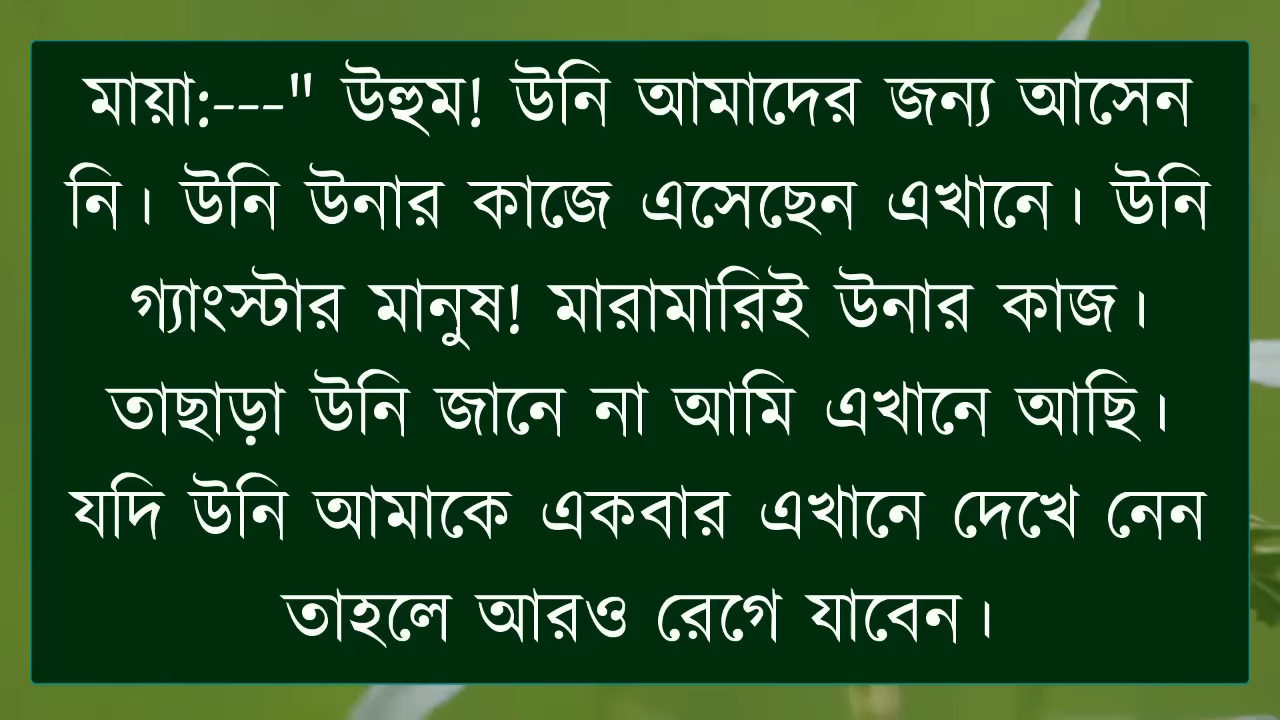 মায়া:---" উহুম! উনি আমাদের জন্য আসেন
নি। উনি উনার কাজে এসেছেন এখানে। উনি
গ্যাংস্টার মানুষ! মারামারিই উনার কাজ।
তাছাড়া উনি জানে না আমি এখানে আছি।
যদি উনি আমাকে একবার এখানে দেখে নেন
তাহলে আরও রেগে যাবেন।